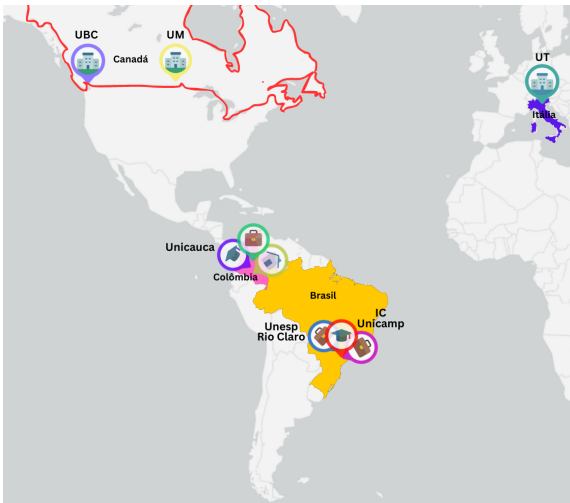 UBC
UM
Canadá
UT
Itália
Unicauca
Colômbia
Brasil
IC
Unicamp
Unesp
Rio Claro